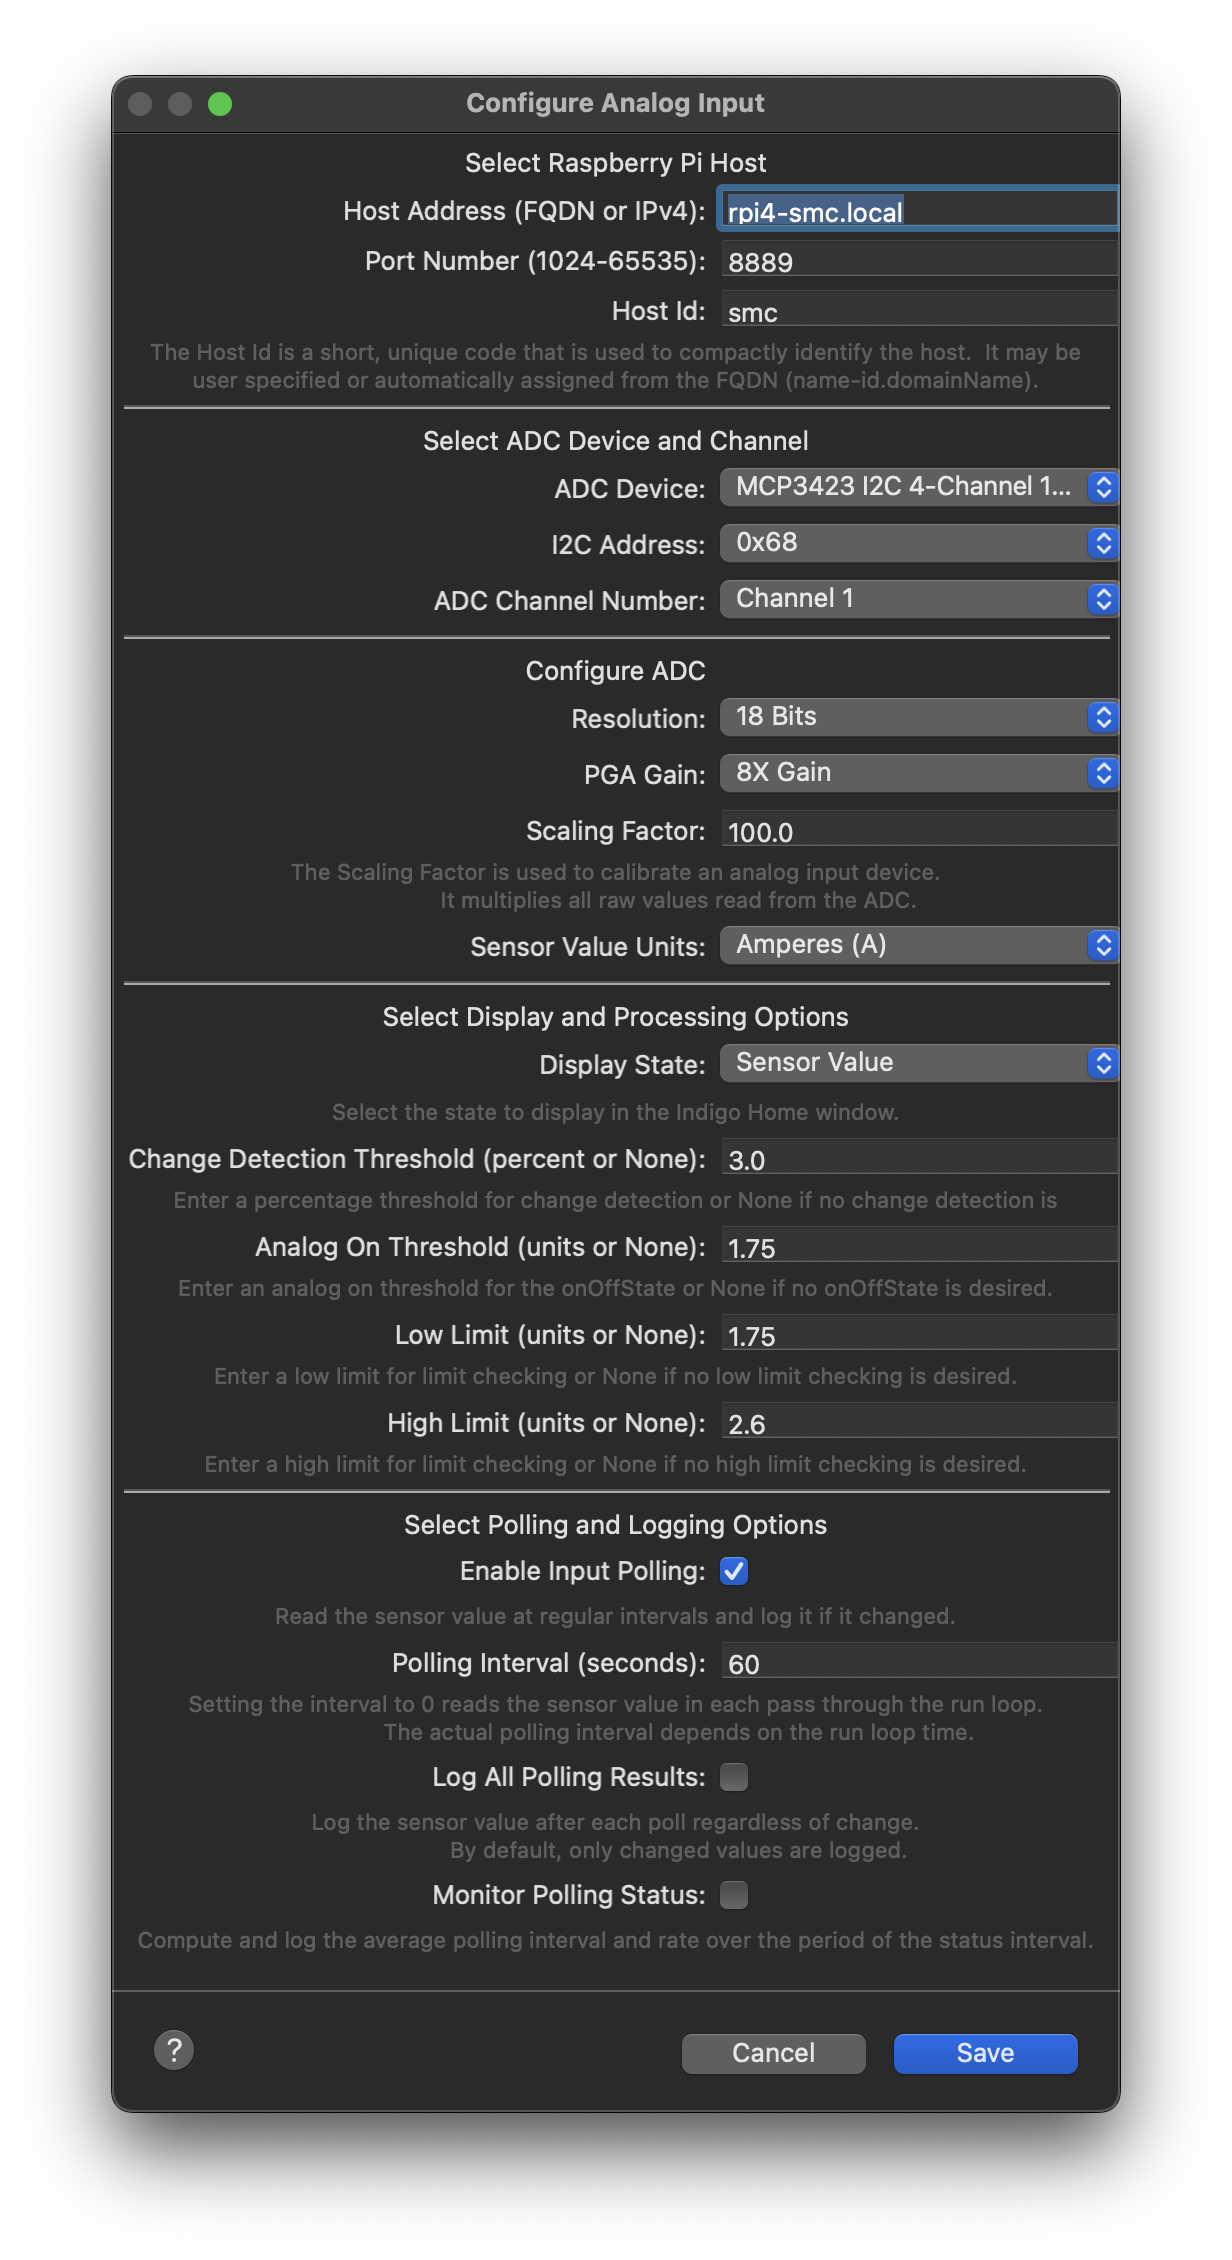 Configure Analog Input
Select Raspberry Pi Host
Host Address (FQDN or IPv4): rpi4-smc.local
Port Number (1024-65535): 8889
Host Id: smc
The Host Id is a short, unique code that is used to compactly identify the host.  It may be
user specified or automatically assigned from the FQDN (name-id.domainName).
Select ADC Device and Channel
ADC Device: MCP3423 I2C 4-Channel 1...
I2C Address: 0x68
ADC Channel Number: Channel 1
Configure ADC
Resolution: 18 Bits
PGA Gain: 8X Gain
Scaling Factor: 100.0
The Scaling Factor is used to calibrate an analog input device.
It multiplies all raw values read from the ADC.
Sensor Value Units: Amperes (A)
Select Display and Processing Options
Display State: Sensor Value
Select the state to display in the Indigo Home window.
Change Detection Threshold (percent or None): 3.0
Enter a percentage threshold for change detection or None if no change detection is
Analog On Threshold (units or None): 1.75
Enter an analog on threshold for the onOffState or None if no onOffState is desired.
Low Limit (units or None): 1.75
Enter a low limit for limit checking or None if no low limit checking is desired.
High Limit (units or None): 2.6
Enter a high limit for limit checking or None if no high limit checking is desired.
Select Polling and Logging Options
Enable Input Polling:
Read the sensor value at regular intervals and log it if it changed.
Polling Interval (seconds): 60
Setting the interval to 0 reads the sensor value in each pass through the run loop.
The actual polling interval depends on the run loop time.
Log All Polling Results:
Log the sensor value after each poll regardless of change.
By default, only changed values are logged.
Monitor Polling Status:
Compute and log the average polling interval and rate over the period of the status interval.
? Cancel Save